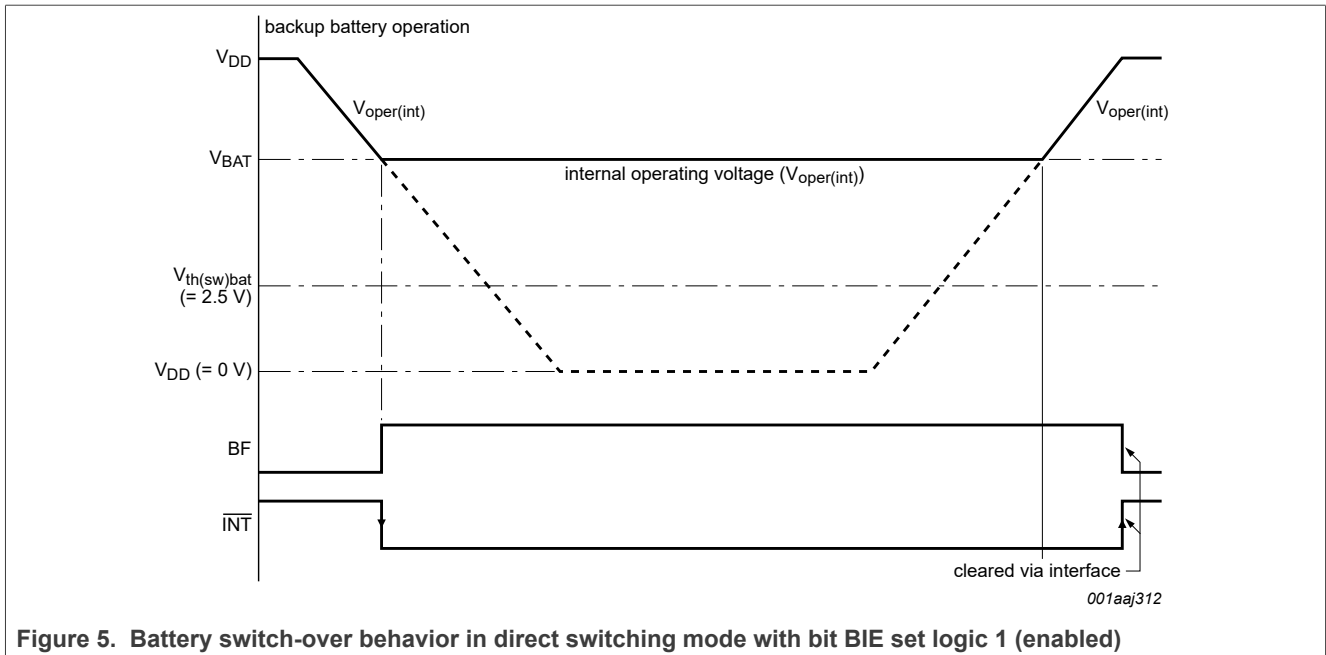 backup battery operation
VDD
Voper(int)
Voper(int)
VBAT
internal operating voltage (Voper(int))
Vth(sw)bat
(= 2.5 V)
VDD (= 0 V)
BF
INT
cleared via interface
001aaj312
Figure 5. Battery switch-over behavior in direct switching mode with bit BIE set logic 1 (enabled)